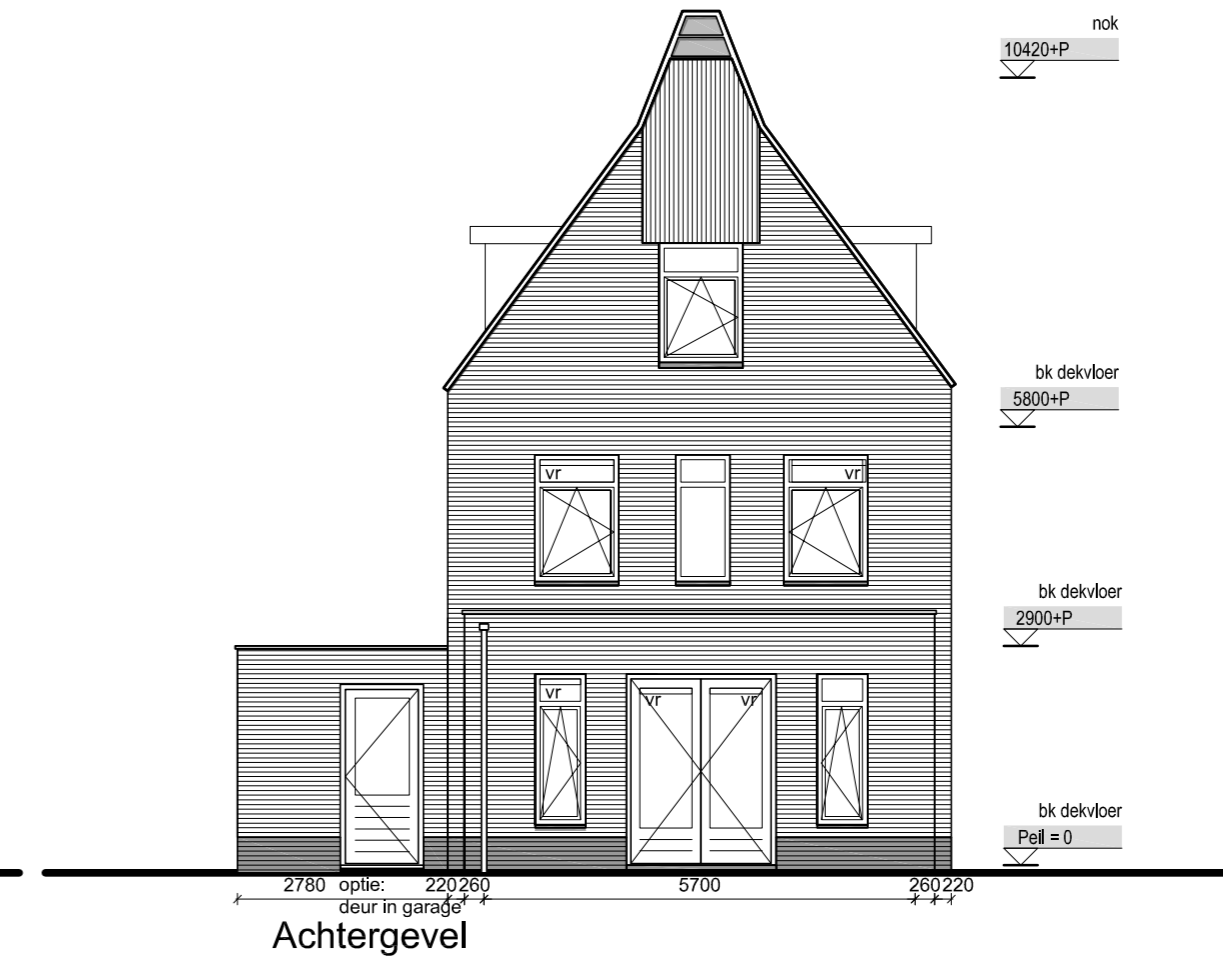 nok
10420+P
bk dekvloer
5800+P
vr
vr
bk dekvloer
2900+P
vr
vr
vr
bk dekvloer
Peil = 0
2780 optie: 220 260 5700 260 220
deur in garage
Achtergevel